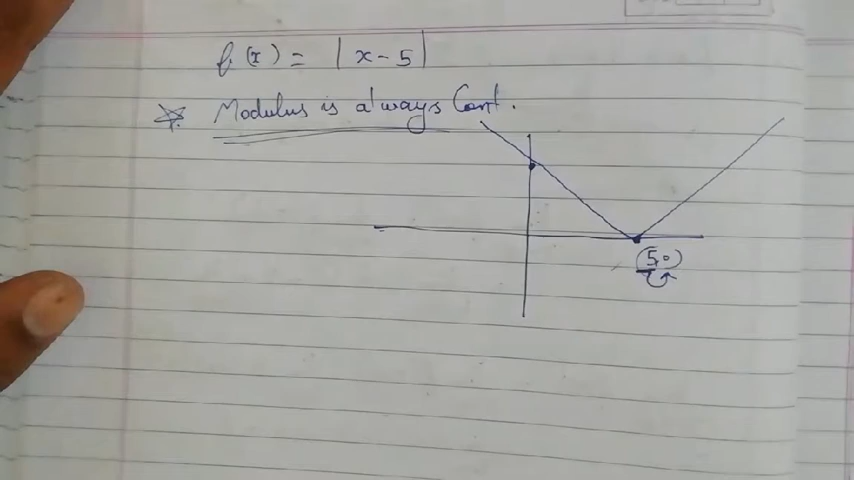 f(x) = |x-5|
Modulus is always Cont.
(5,0)